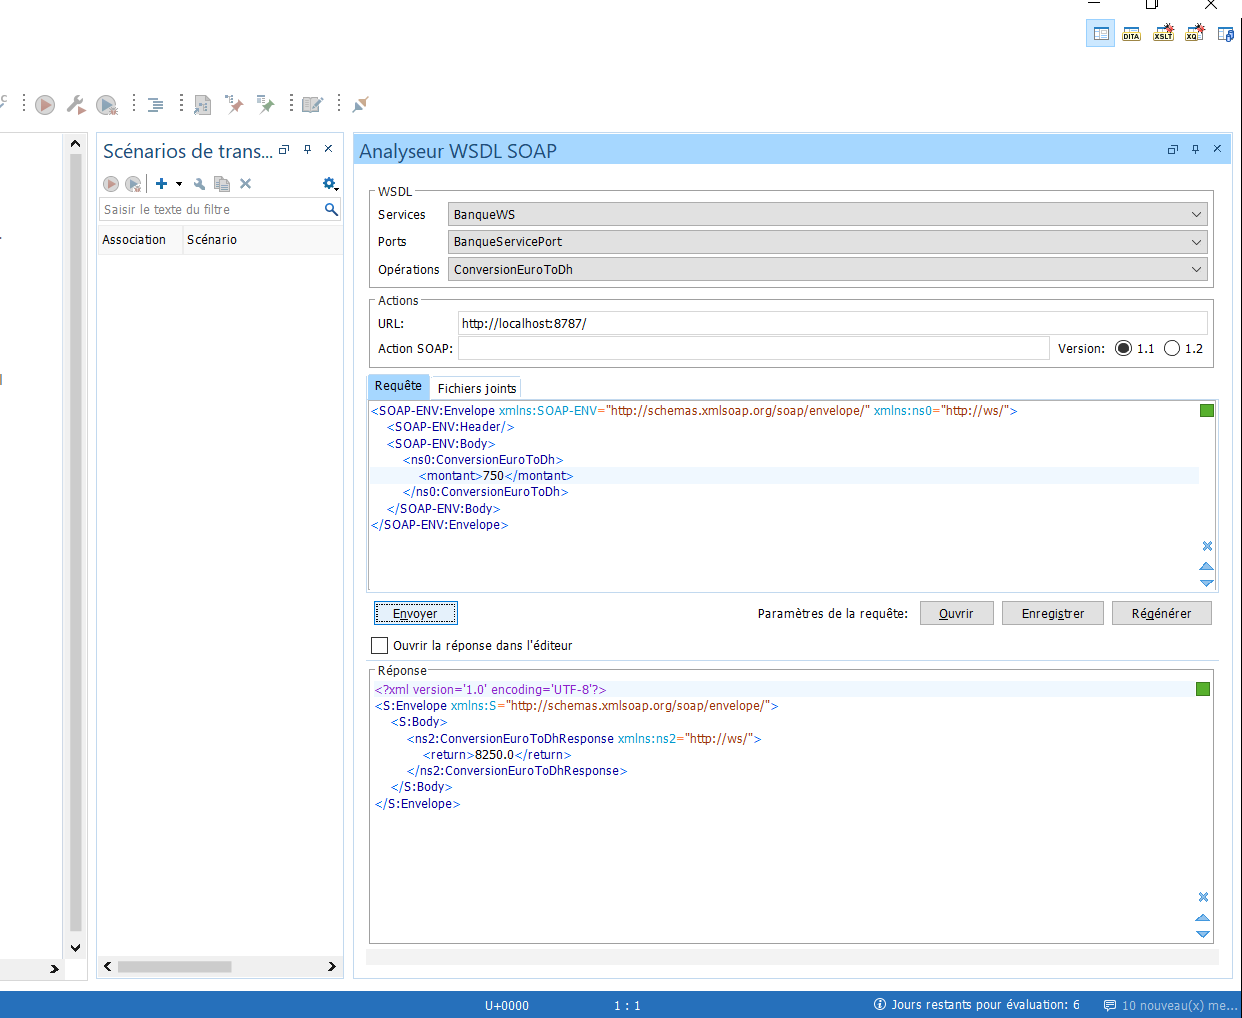 DITA XSLT XQ
Scénarios de trans...
Saisir le texte du filtre
Association Scénario
Analyseur WSDL SOAP
WSDL
Services BanqueWS
Ports BanqueServicePort
Opérations ConversionEuroToDh
Actions
URL: http://localhost:8787/
Action SOAP: Version: 1.1 1.2
Requête Fichiers joints
<SOAP-ENV:Envelope xmlns:SOAP-ENV="http://schemas.xmlsoap.org/soap/envelope/" xmlns:ns0="http://ws/">
<SOAP-ENV:Header/>
<SOAP-ENV:Body>
<ns0:ConversionEuroToDh>
<montant>750</montant>
</ns0:ConversionEuroToDh>
</SOAP-ENV:Body>
</SOAP-ENV:Envelope>
Envoyer Paramètres de la requête: Ouvrir Enregistrer Régénérer
Ouvrir la réponse dans l'éditeur
Réponse
<?xml version='1.0' encoding='UTF-8'?>
<S:Envelope xmlns:S="http://schemas.xmlsoap.org/soap/envelope/">
<S:Body>
<ns2:ConversionEuroToDhResponse xmlns:ns2="http://ws/">
<return>8250.0</return>
</ns2:ConversionEuroToDhResponse>
</S:Body>
</S:Envelope>
U+0000 1 : 1 Jours restants pour évaluation: 6 10 nouveau(x) me...